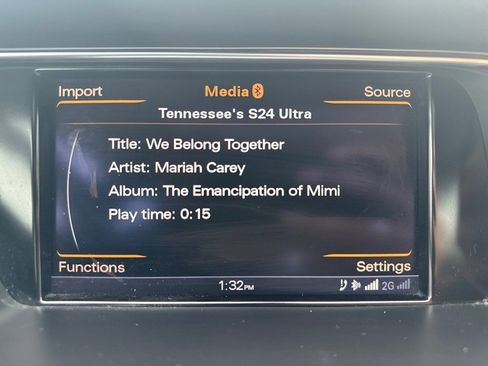 Import Media Source
Tennessee's S24 Ultra
Title: We Belong Together
Artist: Mariah Carey
Album: The Emancipation of Mimi
Play time: 0:15
Functions Settings
1:32PM 2G